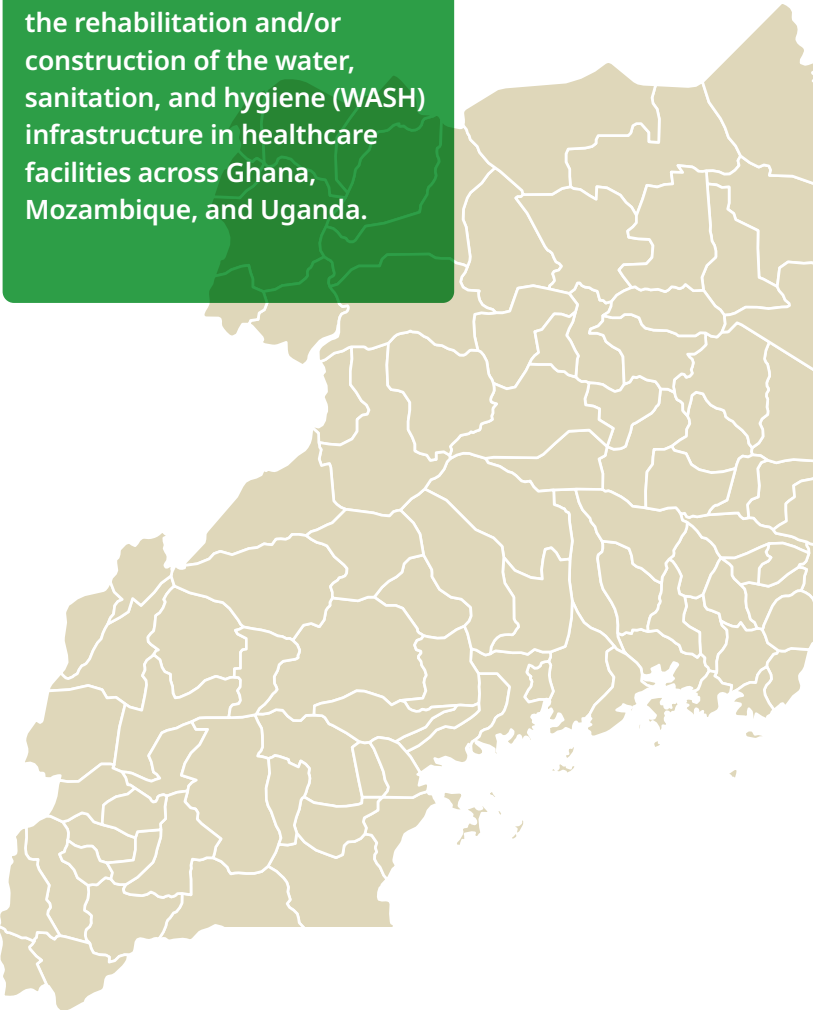 the rehabilitation and/or
construction of the water,
sanitation, and hygiene (WASH)
infrastructure in healthcare
facilities across Ghana,
Mozambique, and Uganda.